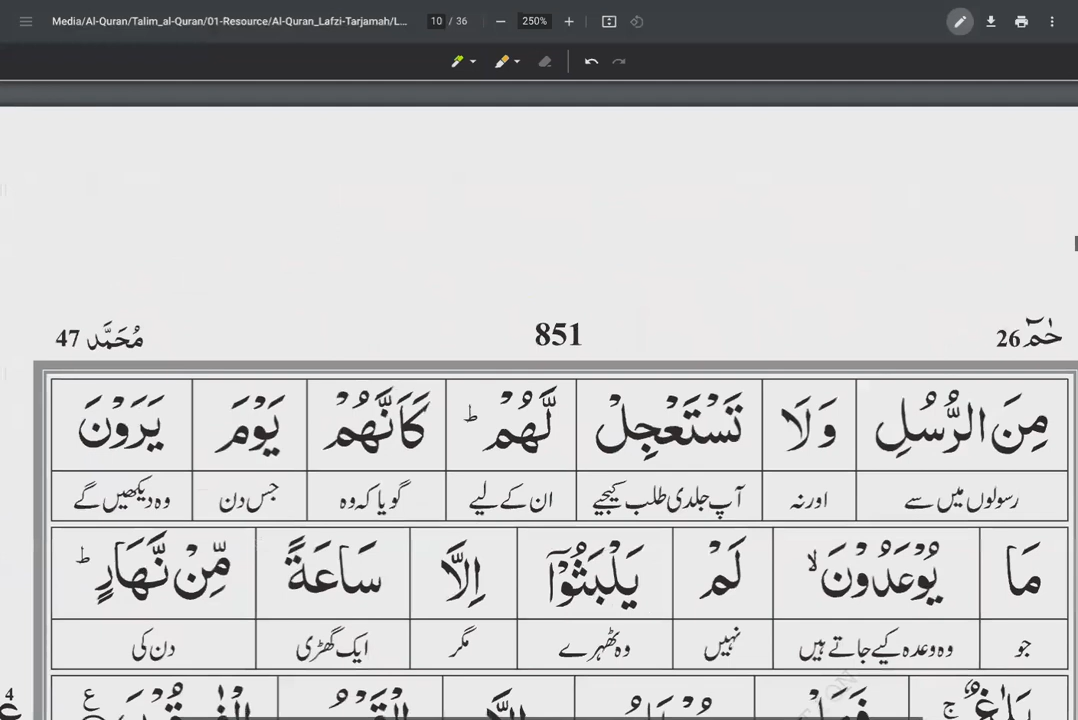 Media/Al-Quran/Talim_al-Quran/01-Resource/Al-Quran_Lafzi-Tarjamah/L... 10 / 36 250%
حٰمٓ 26 851 مُحَمَّد 47
مِنَ الرُّسُلِ وَلَا تَسْتَعْجِلْ لَّهُمْ ؕ كَاَنَّهُمْ يَوْمَ يَرَوْنَ
رسولوں میں سے اور نہ آپ جلدی طلب کیجیے ان کے لیے گویا کہ وہ جس دن وہ دیکھیں گے
مَا يُوْعَدُوْنَ ۙ لَمْ يَلْبَثُوْۤا اِلَّا سَاعَةً مِّنْ نَّهَارٍ ؕ
جو وہ وعدہ کیے جاتے ہیں نہیں وہ ٹھہرے مگر ایک گھڑی دن کی
4